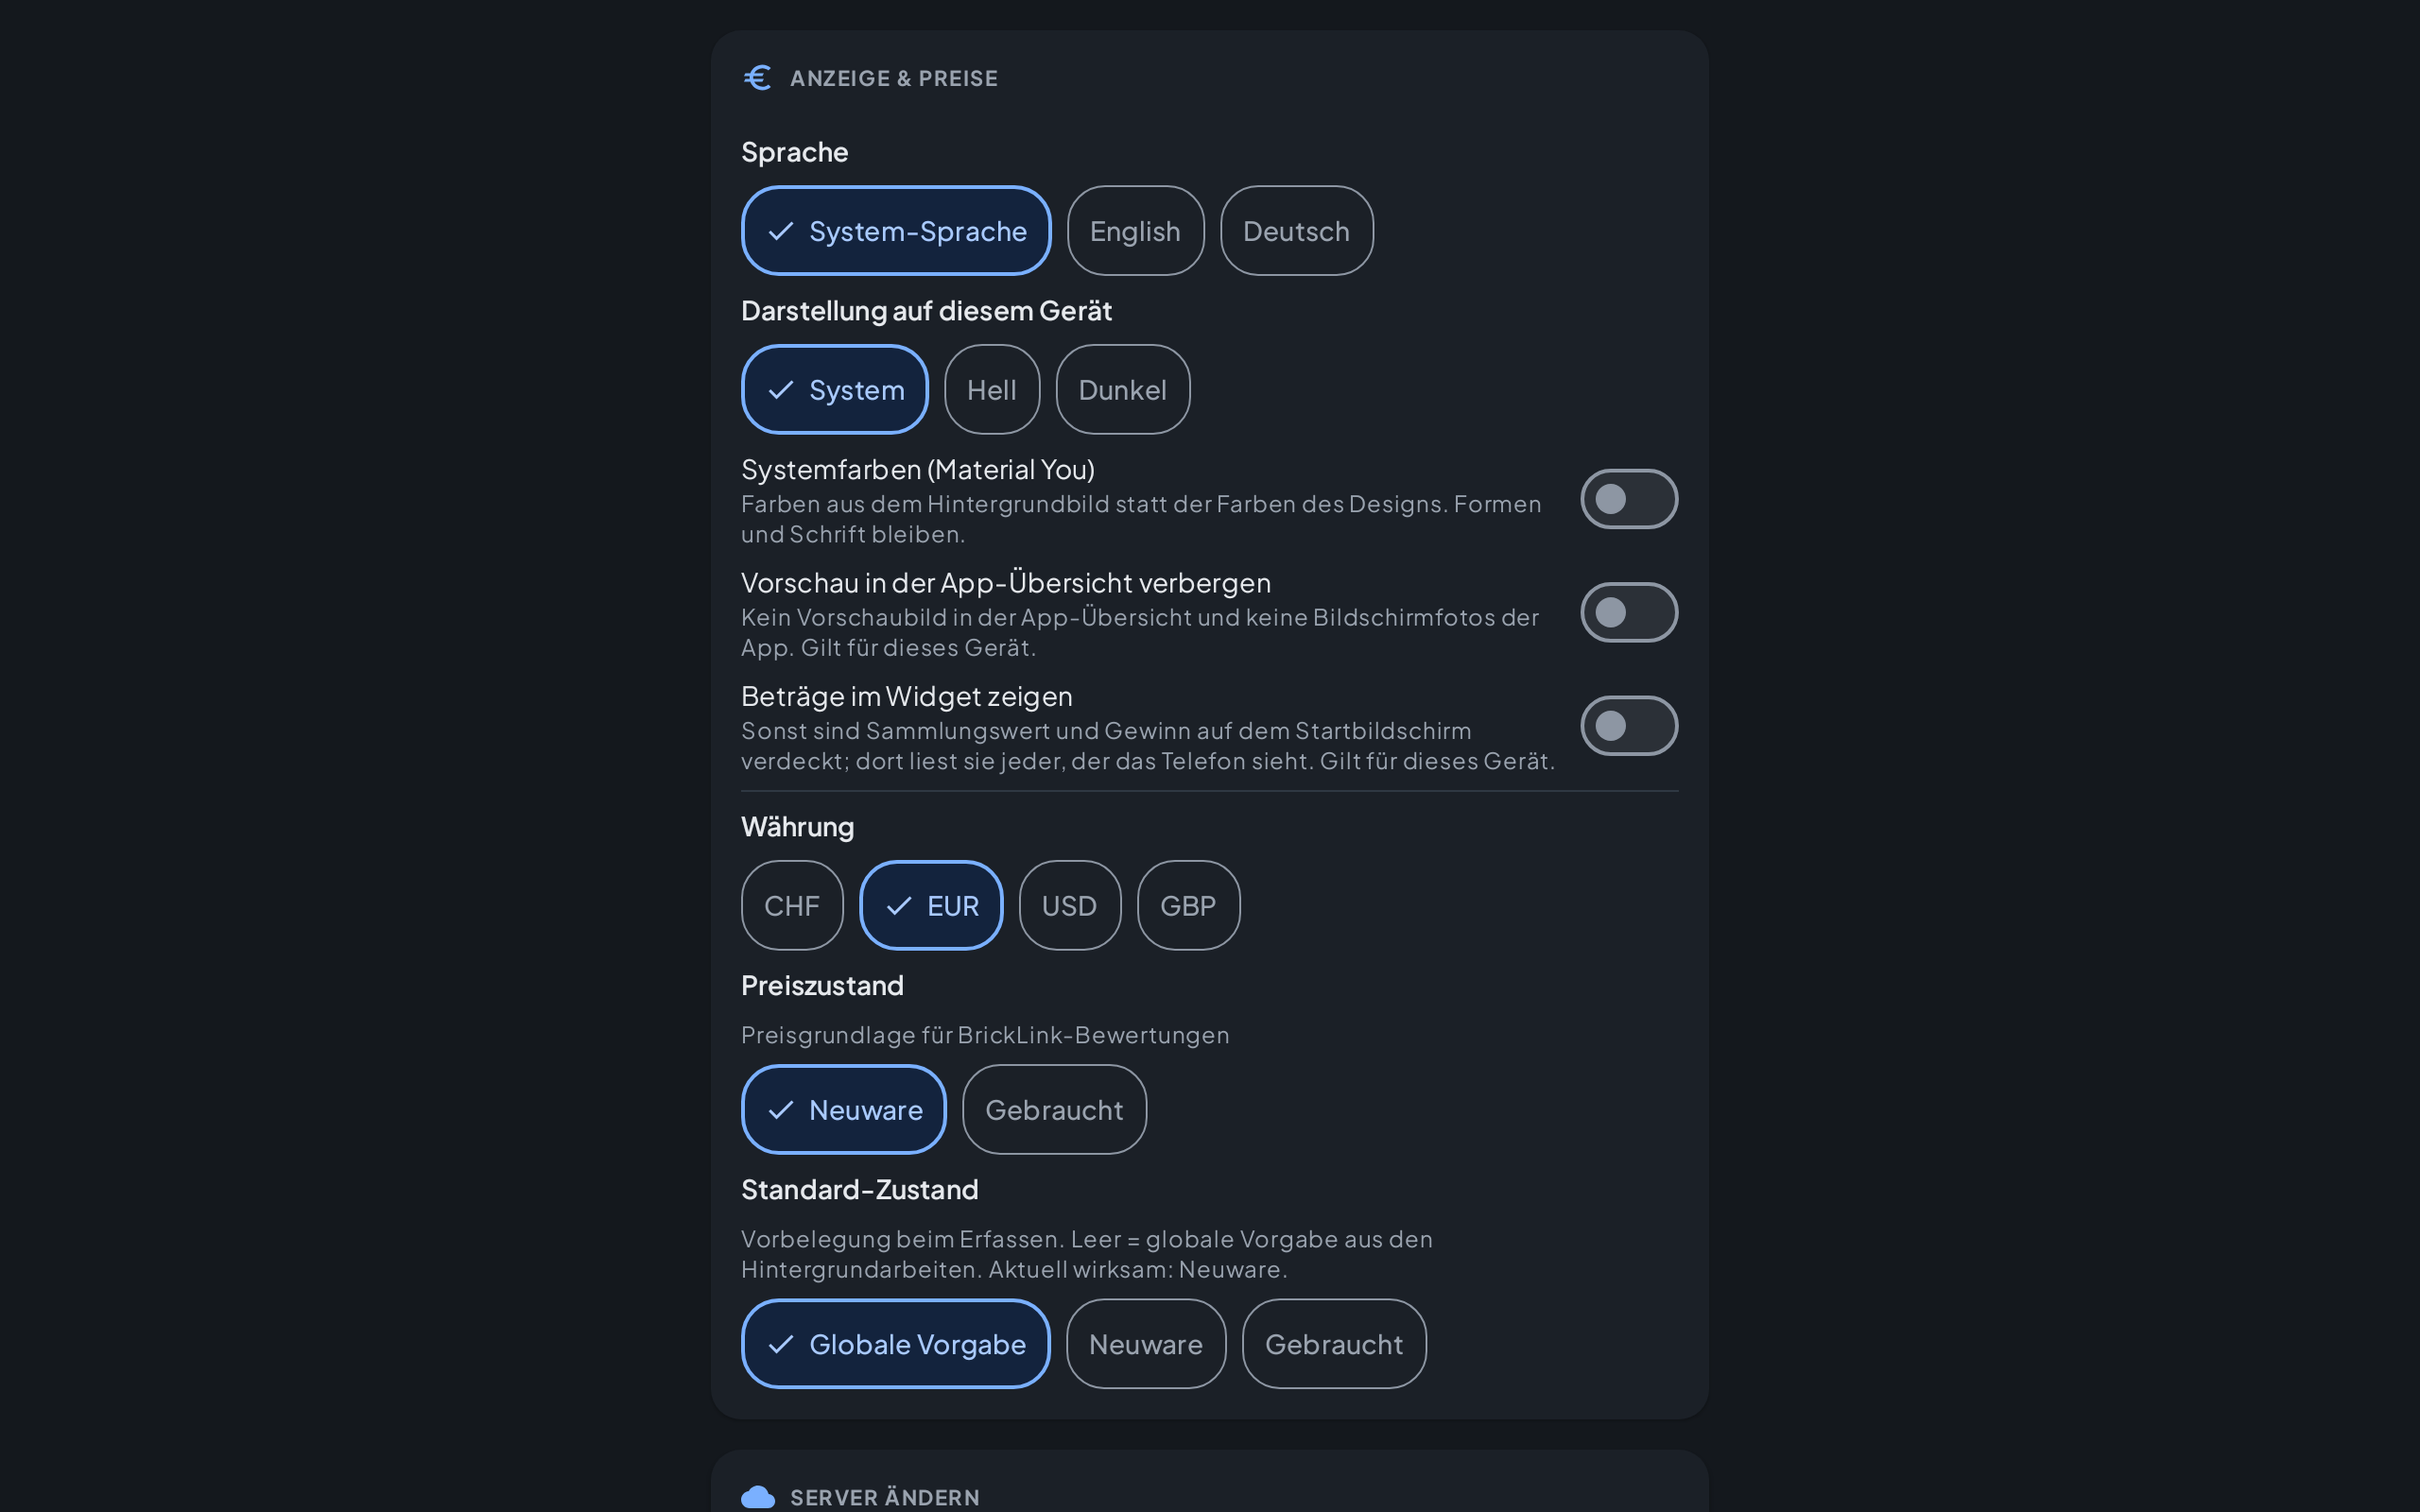 ANZEIGE & PREISE
Sprache
System-Sprache
English
Deutsch
Darstellung auf diesem Gerät
System
Hell
Dunkel
Systemfarben (Material You)
Farben aus dem Hintergrundbild statt der Farben des Designs. Formen
und Schrift bleiben.
Vorschau in der App-Übersicht verbergen
Kein Vorschaubild in der App-Übersicht und keine Bildschirmfotos der
App. Gilt für dieses Gerät.
Beträge im Widget zeigen
Sonst sind Sammlungswert und Gewinn auf dem Startbildschirm
verdeckt; dort liest sie jeder, der das Telefon sieht. Gilt für dieses Gerät.
Währung
CHF
EUR
USD
GBP
Preiszustand
Preisgrundlage für BrickLink-Bewertungen
Neuware
Gebraucht
Standard-Zustand
Vorbelegung beim Erfassen. Leer = globale Vorgabe aus den
Hintergrundarbeiten. Aktuell wirksam: Neuware.
Globale Vorgabe
Neuware
Gebraucht
SERVER ÄNDERN